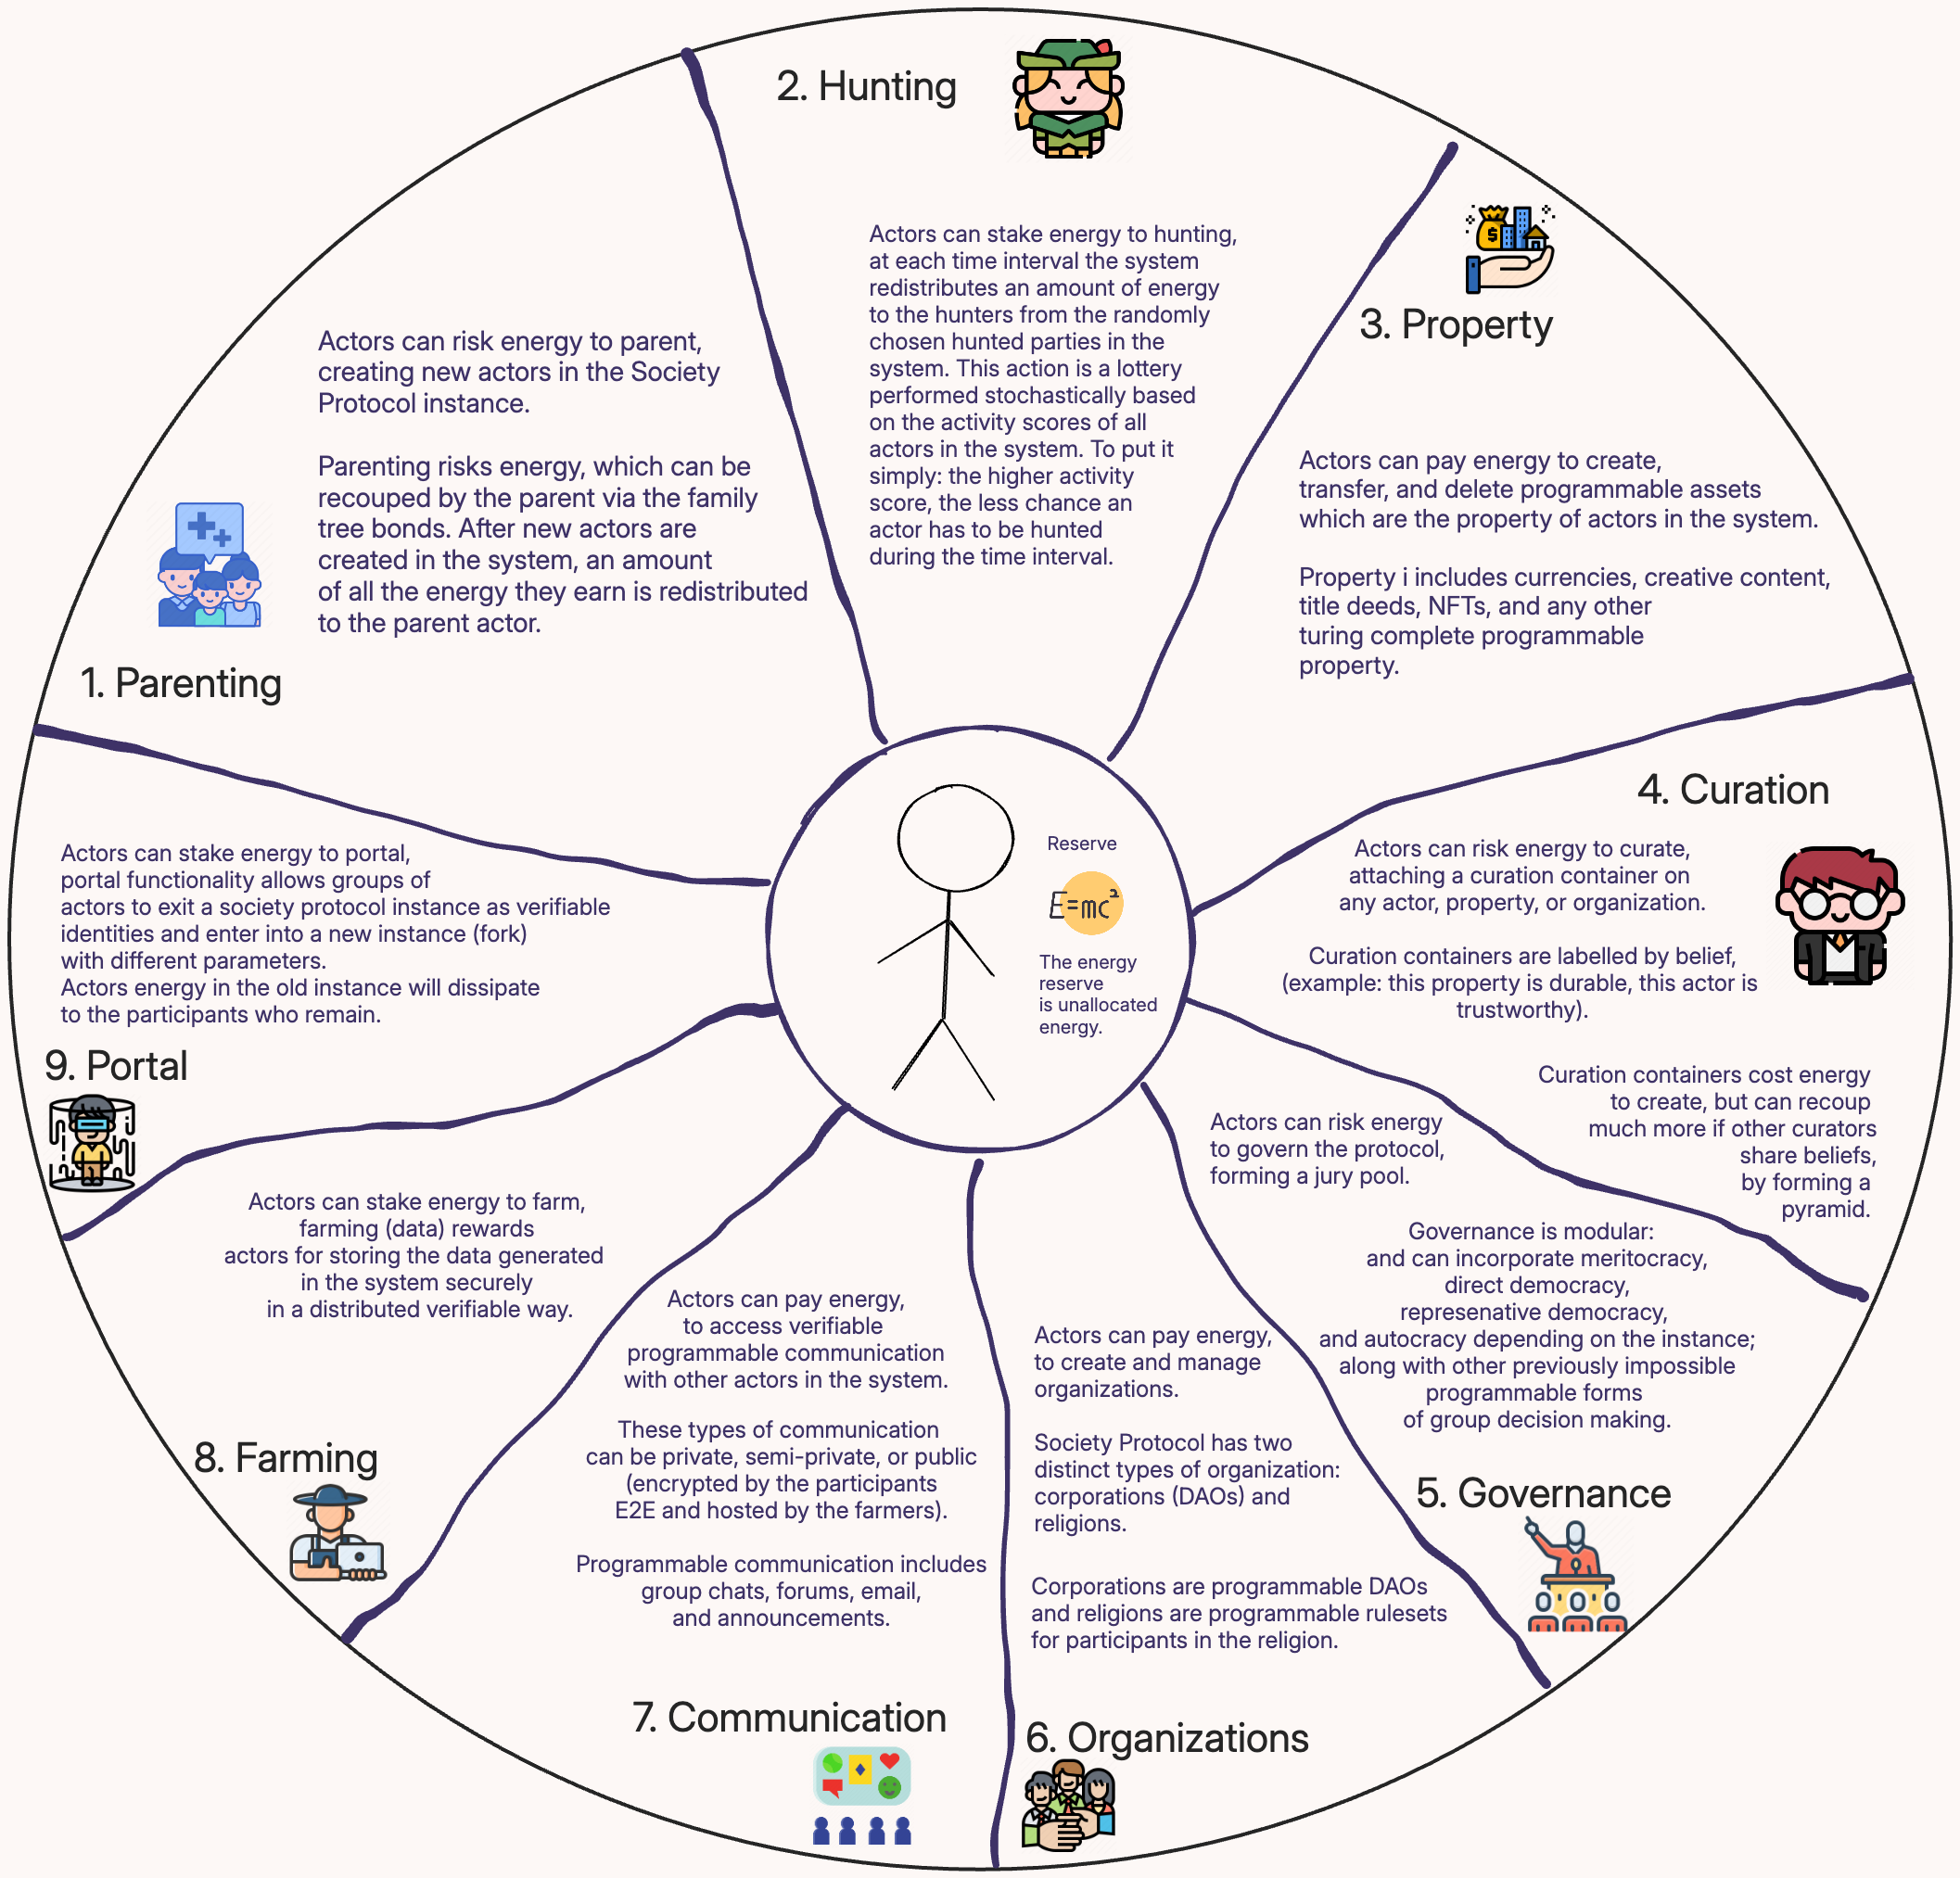 2. Hunting
Actors can stake energy to hunting,
at each time interval the system
redistributes an amount of energy
to the hunters from the randomly
chosen hunted parties in the
system. This action is a lottery
performed stochastically based
on the activity scores of all
actors in the system. To put it
simply: the higher activity
score, the less chance an
actor has to be hunted
during the time interval.
$
3. Property
Actors can pay energy to create,
transfer, and delete programmable assets
which are the property of actors in the system.
Property i includes currencies, creative content,
title deeds, NFTs, and any other
turing complete programmable
property.
Actors can risk energy to parent,
creating new actors in the Society
Protocol instance.
Parenting risks energy, which can be
recouped by the parent via the family
tree bonds. After new actors are
created in the system, an amount
of all the energy they earn is redistributed
to the parent actor.
1. Parenting
4. Curation
Actors can risk energy to curate,
attaching a curation container on
any actor, property, or organization.
Curation containers are labelled by belief,
(example: this property is durable, this actor is
trustworthy).
Curation containers cost energy
to create, but can recoup
much more if other curators
share beliefs,
by forming a
pyramid.
Reserve
E=mc²
The energy
reserve
is unallocated
energy.
Actors can stake energy to portal,
portal functionality allows groups of
actors to exit a society protocol instance as verifiable
identities and enter into a new instance (fork)
with different parameters.
Actors energy in the old instance will dissipate
to the participants who remain.
9. Portal
Actors can risk energy
to govern the protocol,
forming a jury pool.
Governance is modular:
and can incorporate meritocracy,
direct democracy,
represenative democracy,
and autocracy depending on the instance;
along with other previously impossible
programmable forms
of group decision making.
5. Governance
Actors can stake energy to farm,
farming (data) rewards
actors for storing the data generated
in the system securely
in a distributed verifiable way.
8. Farming
Actors can pay energy,
to access verifiable
programmable communication
with other actors in the system.
These types of communication
can be private, semi-private, or public
(encrypted by the participants
E2E and hosted by the farmers).
Programmable communication includes
group chats, forums, email,
and announcements.
7. Communication
Actors can pay energy,
to create and manage
organizations.
Society Protocol has two
distinct types of organization:
corporations (DAOs) and
religions.
Corporations are programmable DAOs
and religions are programmable rulesets
for participants in the religion.
6. Organizations